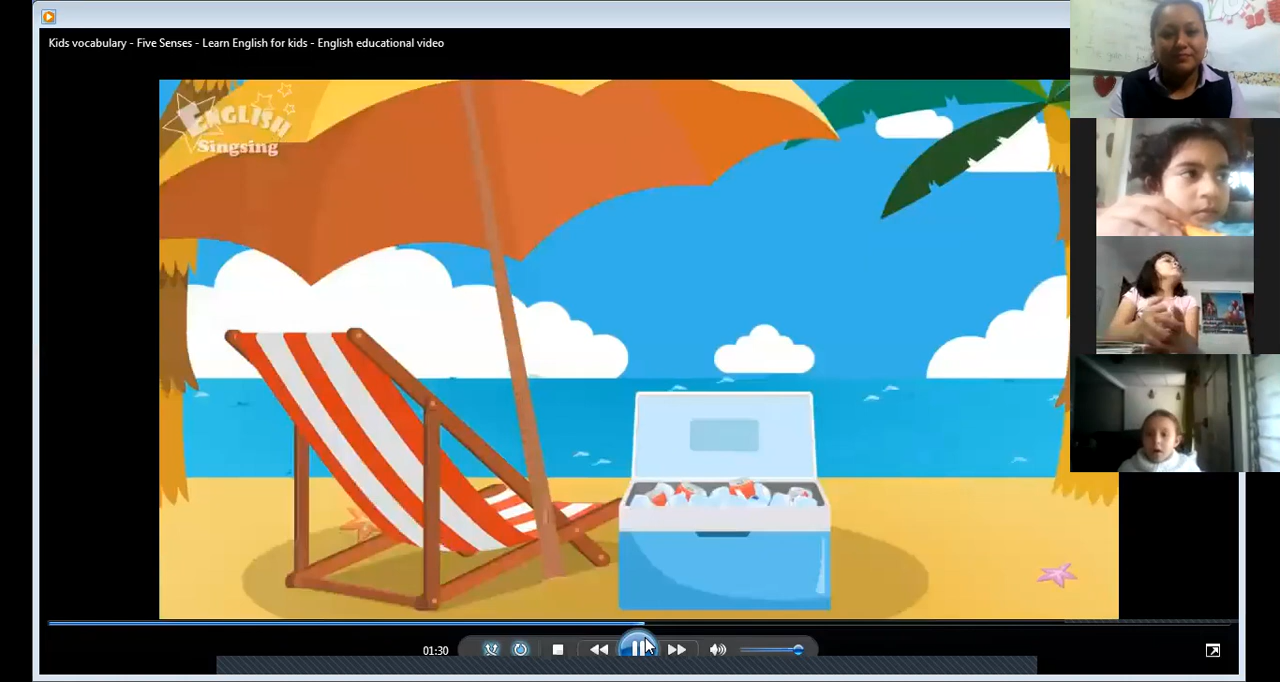 Kids vocabulary - Five Senses - Learn English for kids - English educational video
ENGLISH
Singsing
01:30